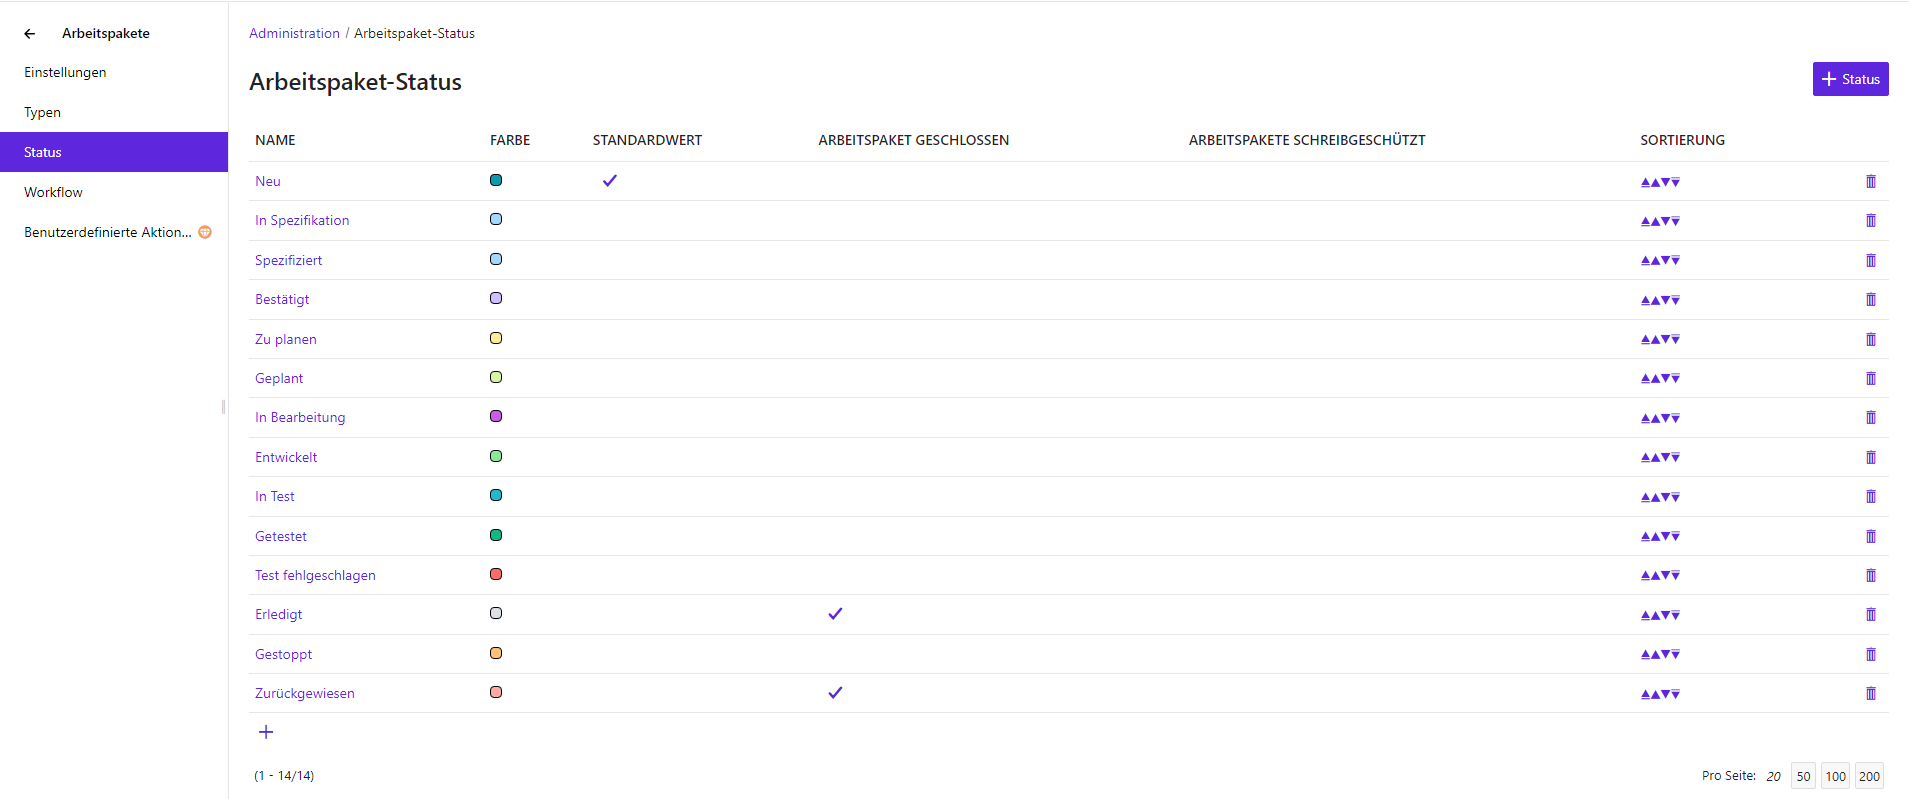 Arbeitspakete
Einstellungen
Typen
Status
Workflow
Benutzerdefinierte Aktion...
Administration / Arbeitspaket-Status
Arbeitspaket-Status
Status
NAME FARBE STANDARDWERT ARBEITSPAKET GESCHLOSSEN ARBEITSPAKETE SCHREIBGESCHÜTZT SORTIERUNG
Neu
In Spezifikation
Spezifiziert
Bestätigt
Zu planen
Geplant
In Bearbeitung
Entwickelt
In Test
Getestet
Test fehlgeschlagen
Erledigt
Gestoppt
Zurückgewiesen
(1 - 14/14)
Pro Seite: 20 50 100 200